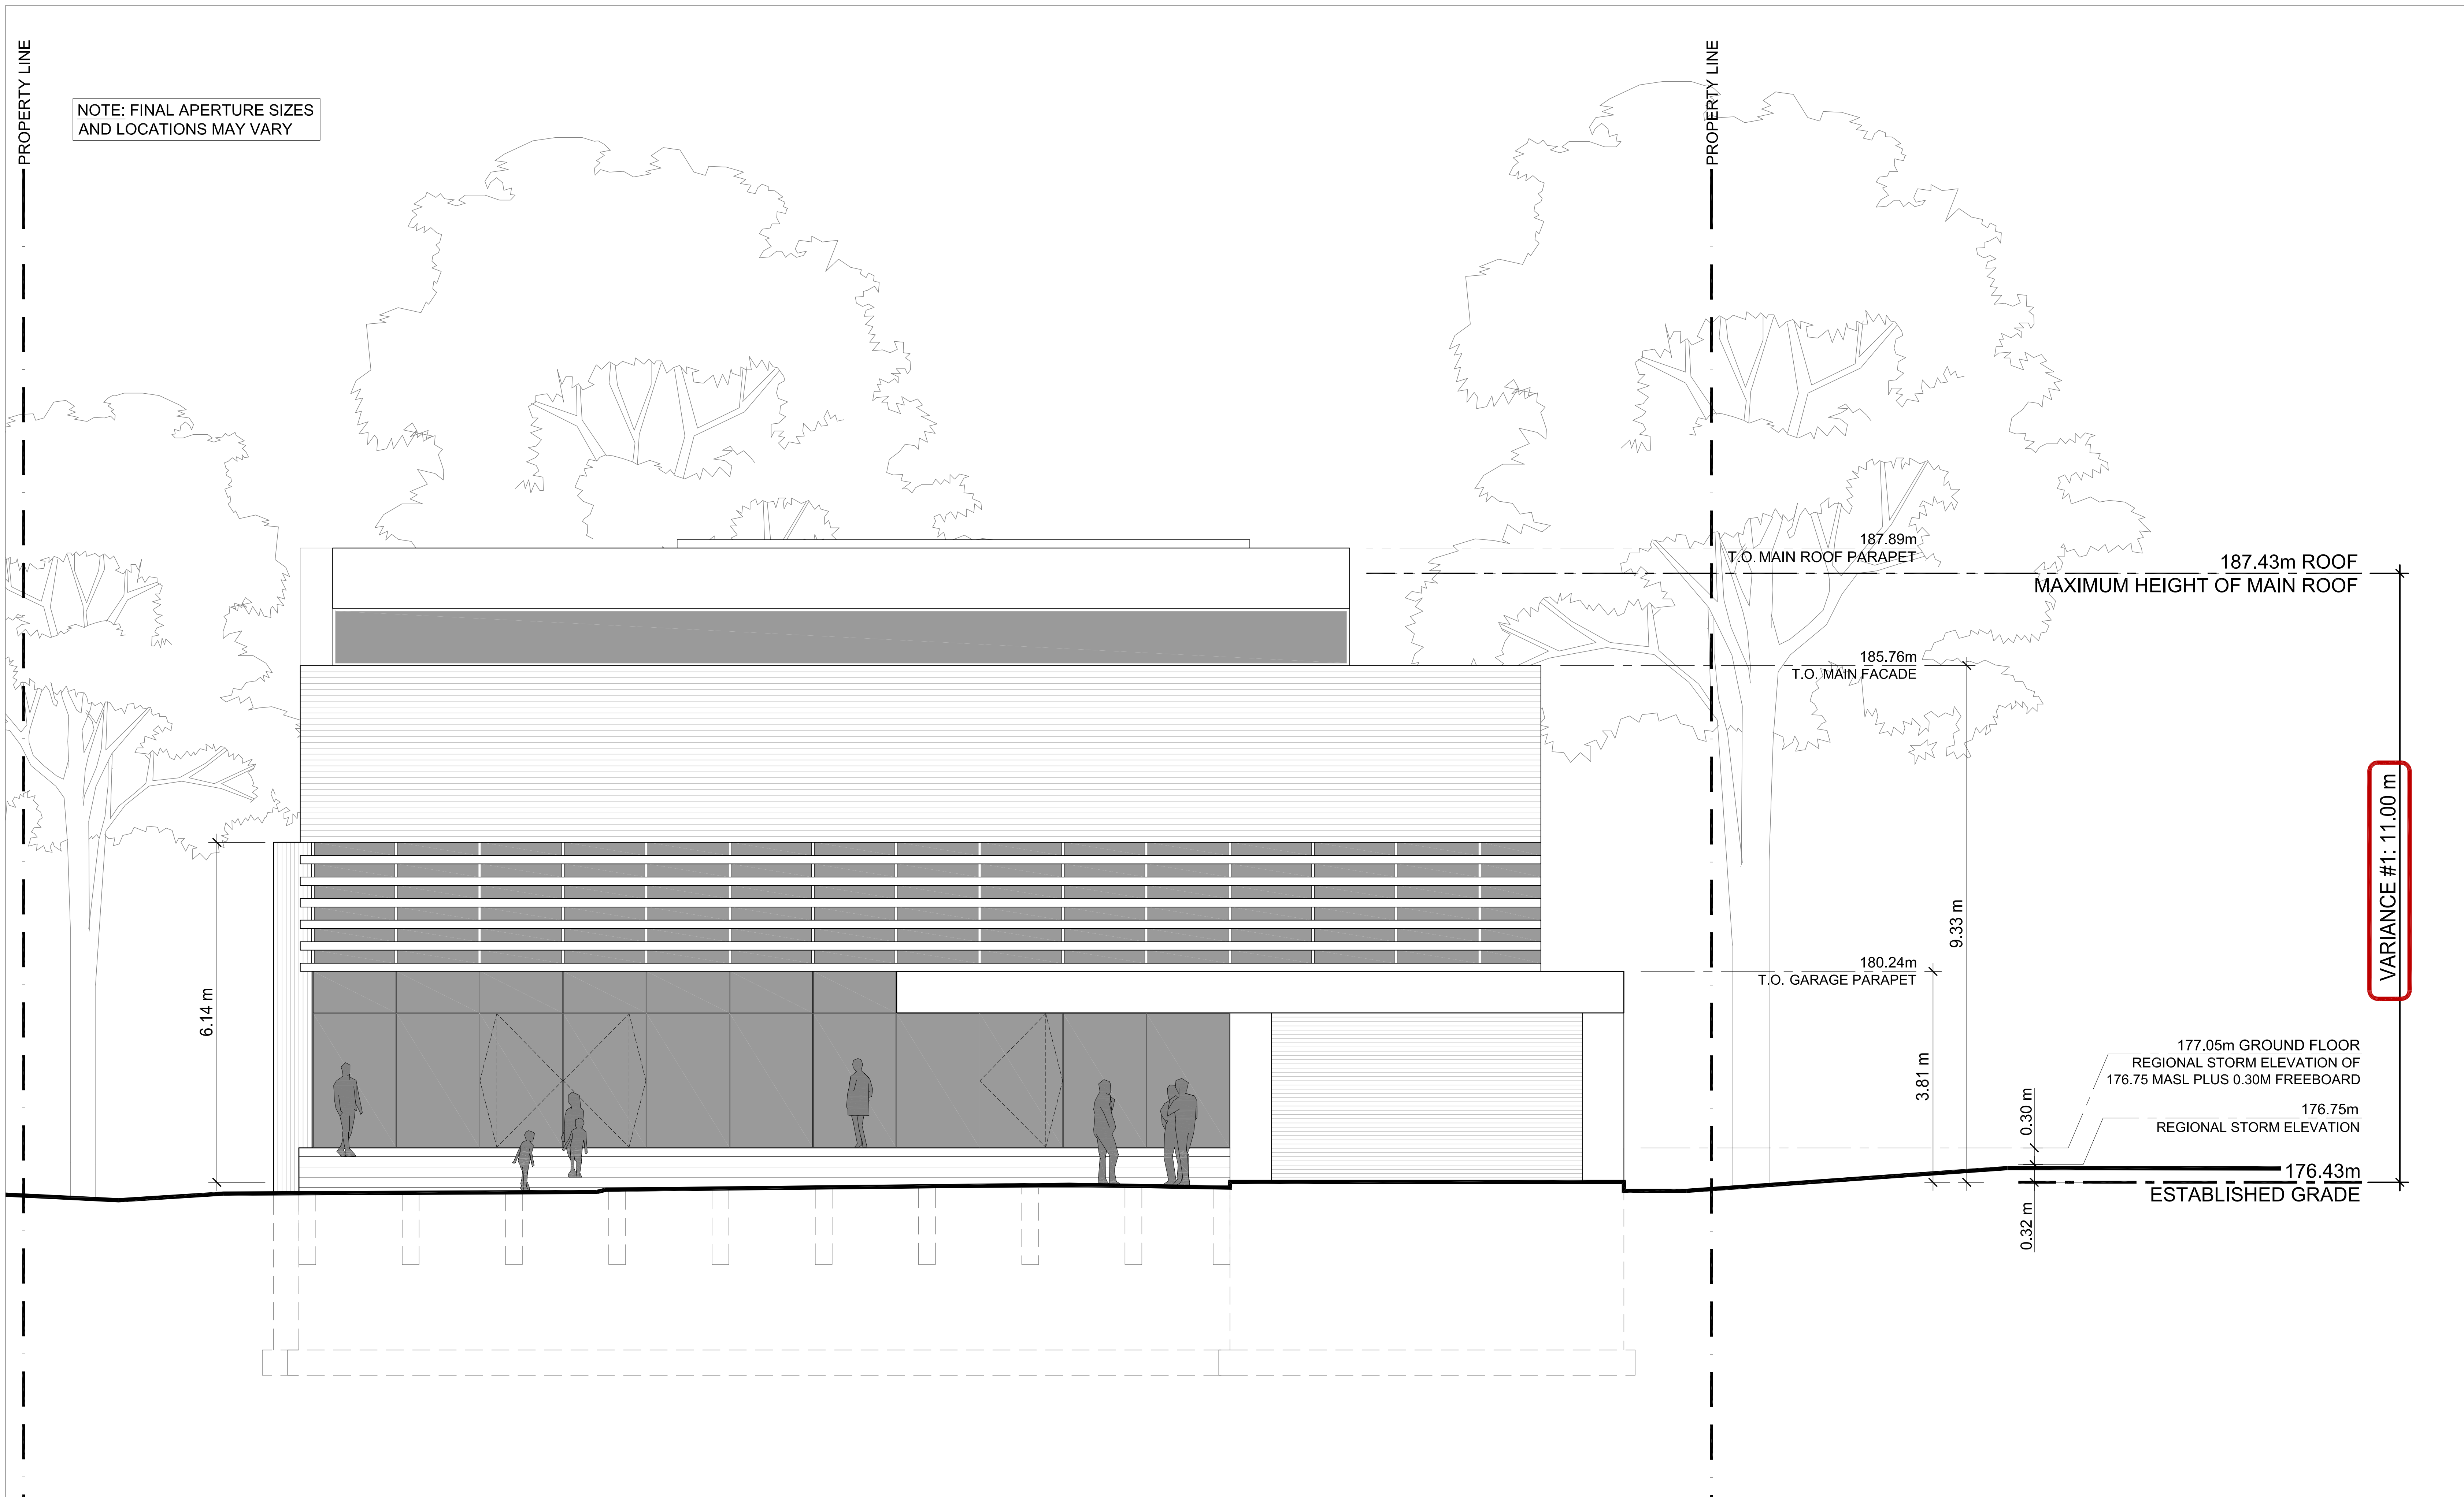 PROPERTY LINE
NOTE: FINAL APERTURE SIZES
AND LOCATIONS MAY VARY
PROPERTY LINE
187.89m
T.O. MAIN ROOF PARAPET
187.43m ROOF
MAXIMUM HEIGHT OF MAIN ROOF
185.76m
T.O. MAIN FACADE
VARIANCE #1: 11.00 m
9.33 m
180.24m
T.O. GARAGE PARAPET
6.14 m
3.81 m
177.05m GROUND FLOOR
REGIONAL STORM ELEVATION OF
176.75 MASL PLUS 0.30M FREEBOARD
0.30 m
176.75m
REGIONAL STORM ELEVATION
176.43m
ESTABLISHED GRADE
0.32 m